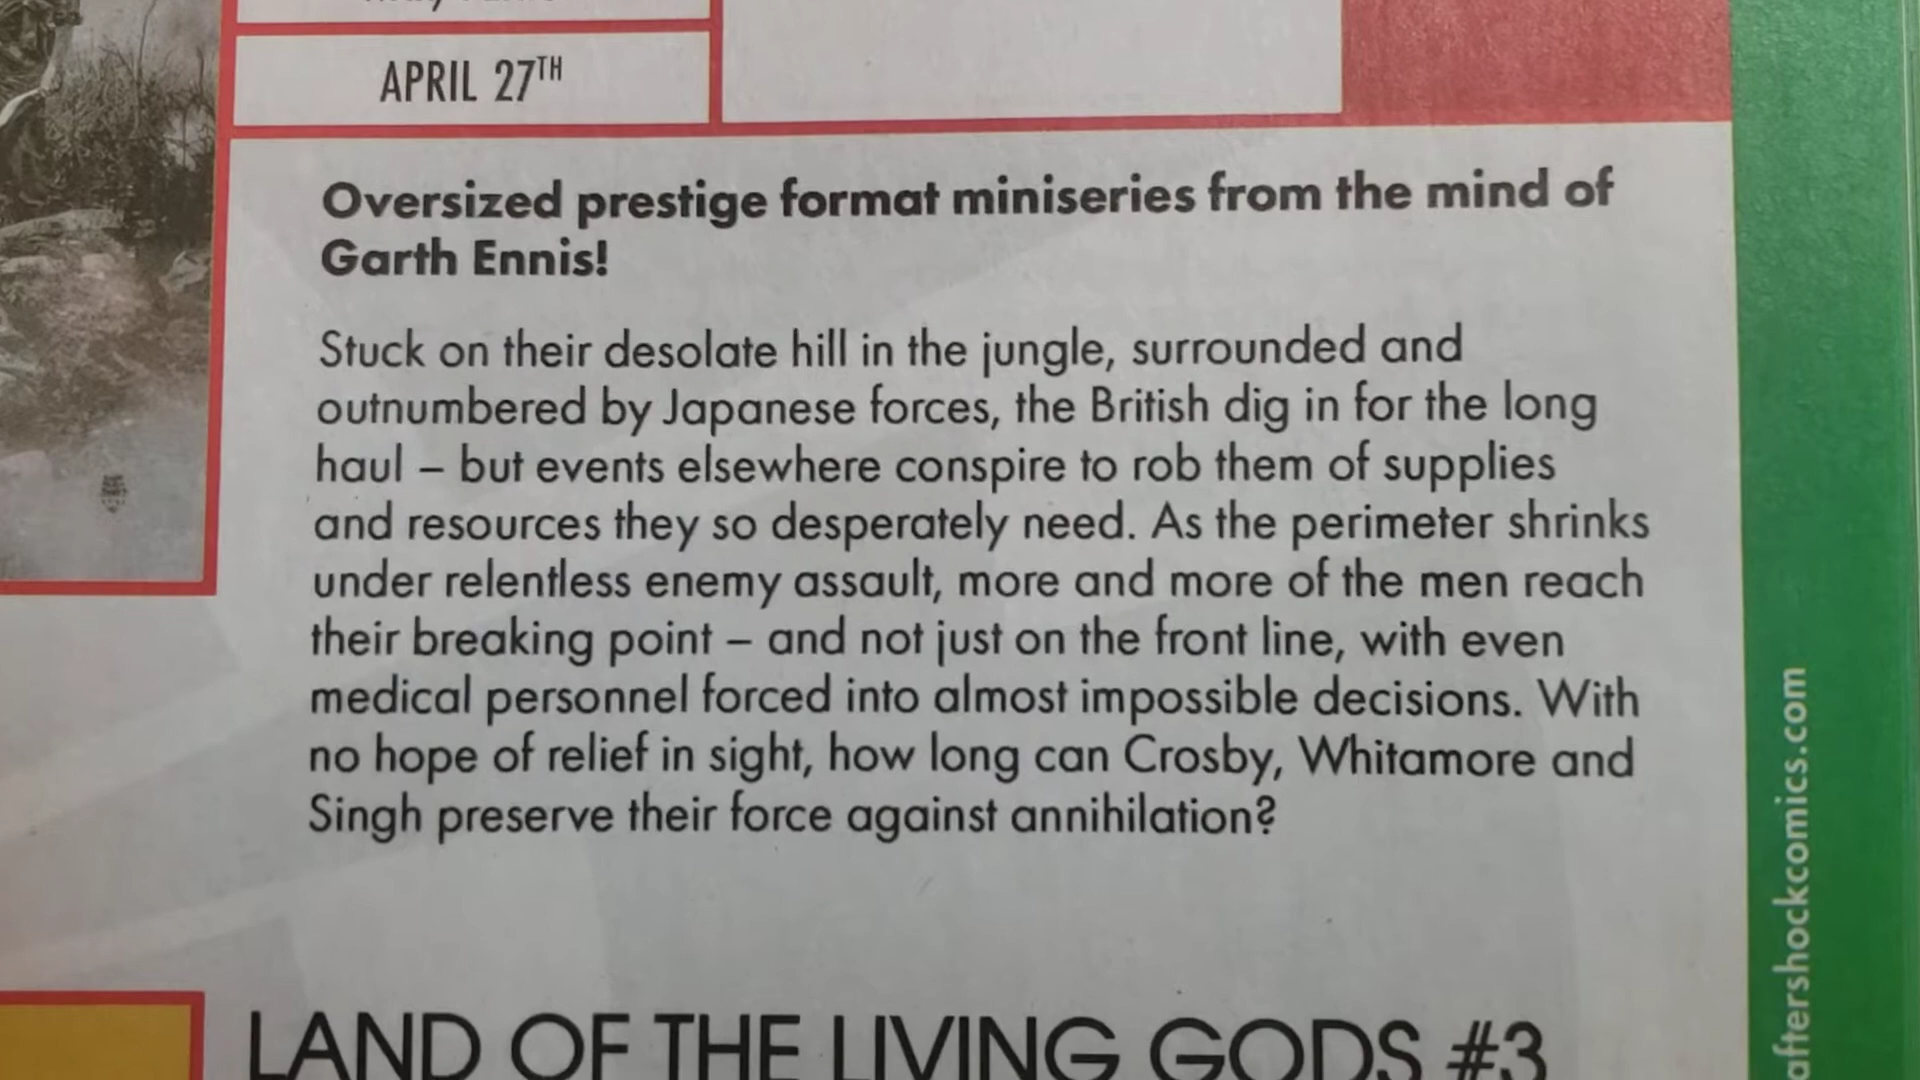 APRIL 27TH
Oversized prestige format miniseries from the mind of
Garth Ennis!
Stuck on their desolate hill in the jungle, surrounded and
outnumbered by Japanese forces, the British dig in for the long
haul – but events elsewhere conspire to rob them of supplies
and resources they so desperately need. As the perimeter shrinks
under relentless enemy assault, more and more of the men reach
their breaking point – and not just on the front line, with even
medical personnel forced into almost impossible decisions. With
no hope of relief in sight, how long can Crosby, Whitamore and
Singh preserve their force against annihilation?
LAND OF THE LIVING GODS #3
aftershockcomics.com